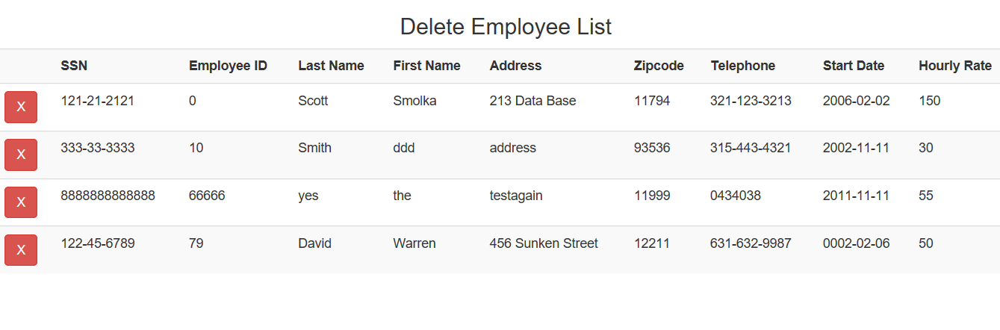 Delete Employee List
SSN Employee ID Last Name First Name Address Zipcode Telephone Start Date Hourly Rate
X 121-21-2121 0 Scott Smolka 213 Data Base 11794 321-123-3213 2006-02-02 150
X 333-33-3333 10 Smith ddd address 93536 315-443-4321 2002-11-11 30
X 8888888888888 66666 yes the testagain 11999 0434038 2011-11-11 55
X 122-45-6789 79 David Warren 456 Sunken Street 12211 631-632-9987 0002-02-06 50